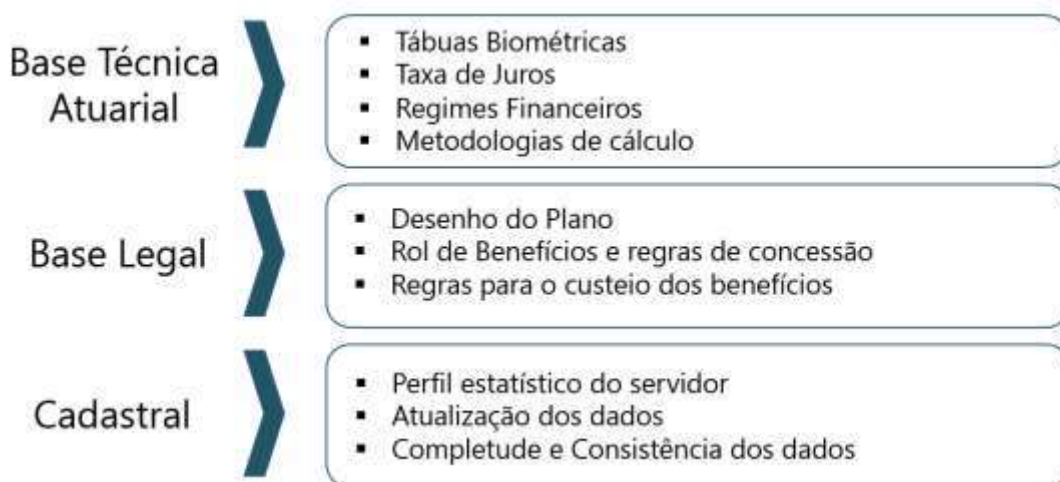 Base Técnica
Atuarial
▪ Tábuas Biométricas
▪ Taxa de Juros
▪ Regimes Financeiros
▪ Metodologias de cálculo
Base Legal
▪ Desenho do Plano
▪ Rol de Benefícios e regras de concessão
▪ Regras para o custeio dos benefícios
Cadastral
▪ Perfil estatístico do servidor
▪ Atualização dos dados
▪ Completude e Consistência dos dados